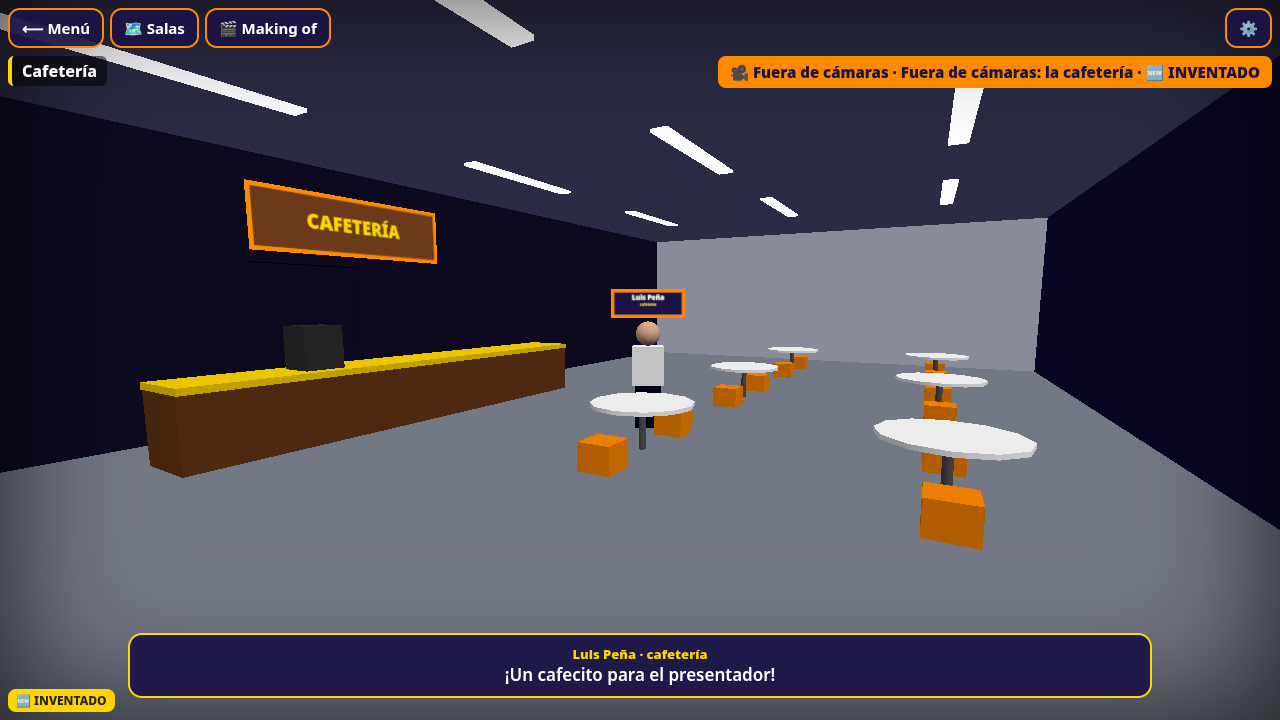 ⟵ Menú
🗺️ Salas
🎬 Making of
⚙️
Cafetería
🎥 Fuera de cámaras · Fuera de cámaras: la cafetería · 🆕 INVENTADO
CAFETERÍA
Luis Peña
cafetería
Luis Peña · cafetería
¡Un cafecito para el presentador!
🆕 INVENTADO